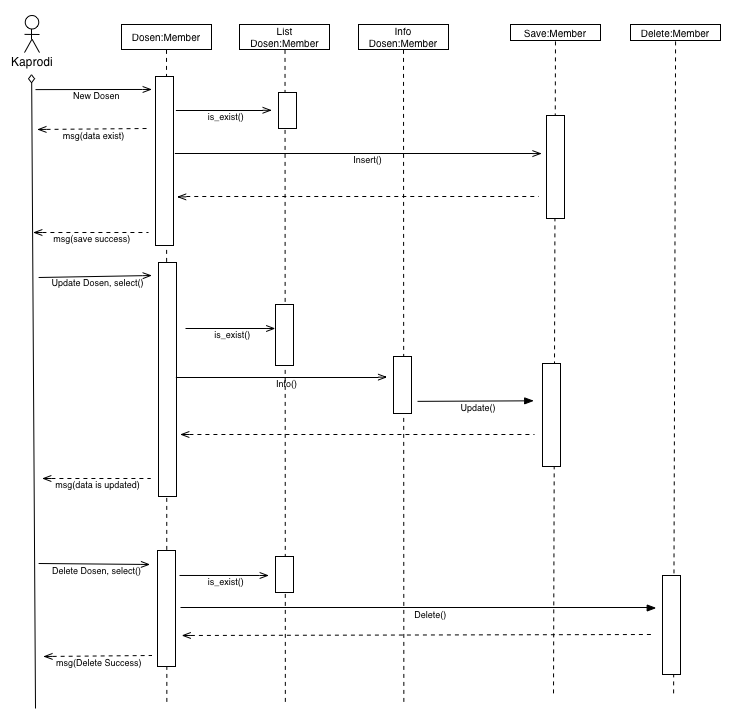 Kaprodi
Dosen:Member
List
Dosen:Member
Info
Dosen:Member
Save:Member
Delete:Member
New Dosen
is_exist()
msg(data exist)
Insert()
msg(save success)
Update Dosen, select()
is_exist()
Info()
Update()
msg(data is updated)
Delete Dosen, select()
is_exist()
Delete()
msg(Delete Success)